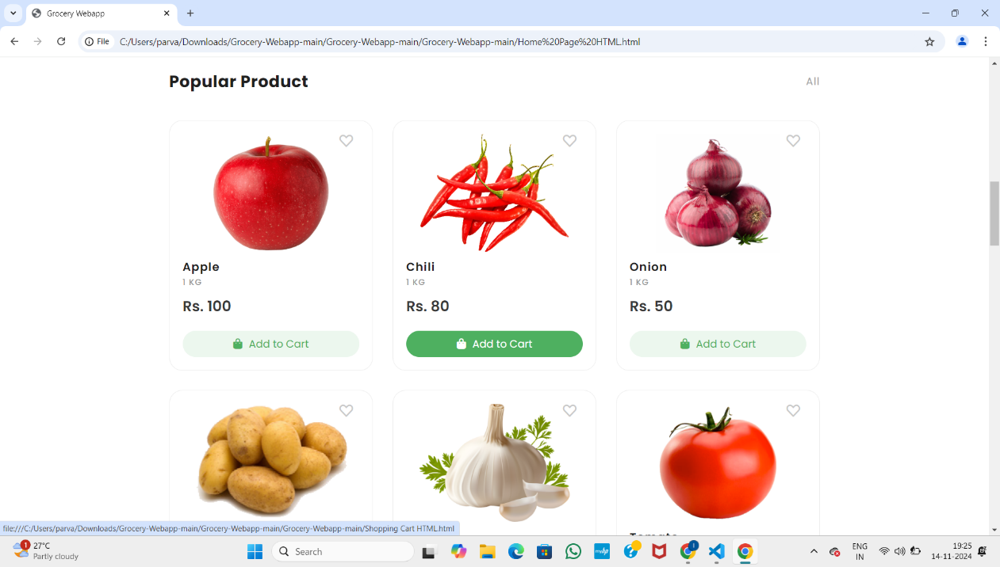 Grocery Webapp
File C:/Users/parva/Downloads/Grocery-Webapp-main/Grocery-Webapp-main/Grocery-Webapp-main/Home%20Page%20HTML.html
Popular Product All
Apple
1 KG
Rs. 100
Add to Cart
Chili
1 KG
Rs. 80
Add to Cart
Onion
1 KG
Rs. 50
Add to Cart
file:///C:/Users/parva/Downloads/Grocery-Webapp-main/Grocery-Webapp-main/Grocery-Webapp-main/Shopping Cart HTML.html
1
27°C
Partly cloudy
Search
myhp
1
ENG
IN
19:25
14-11-2024